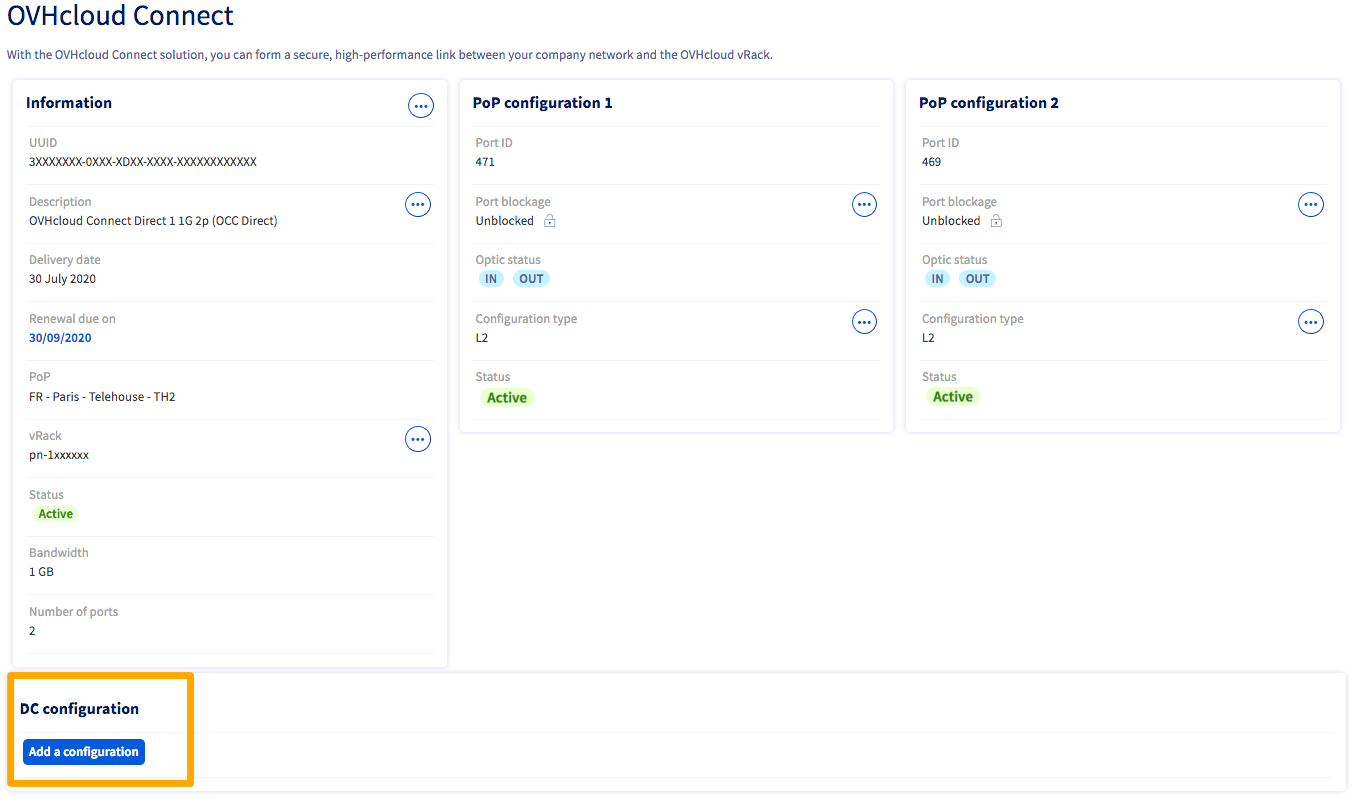 OVHcloud Connect
With the OVHcloud Connect solution, you can form a secure, high-performance link between your company network and the OVHcloud vRack.
Information
UUID
3XXXXXXX-0XXX-XDXX-XXXX-XXXXXXXXXXXX
Description
OVHcloud Connect Direct 1 1G 2p (OCC Direct)
Delivery date
30 July 2020
Renewal due on
30/09/2020
PoP
FR - Paris - Telehouse - TH2
vRack
pn-1xxxxxx
Status
Active
Bandwidth
1 GB
Number of ports
2
PoP configuration 1
Port ID
471
Port blockage
Unblocked
Optic status
IN OUT
Configuration type
L2
Status
Active
PoP configuration 2
Port ID
469
Port blockage
Unblocked
Optic status
IN OUT
Configuration type
L2
Status
Active
DC configuration
Add a configuration